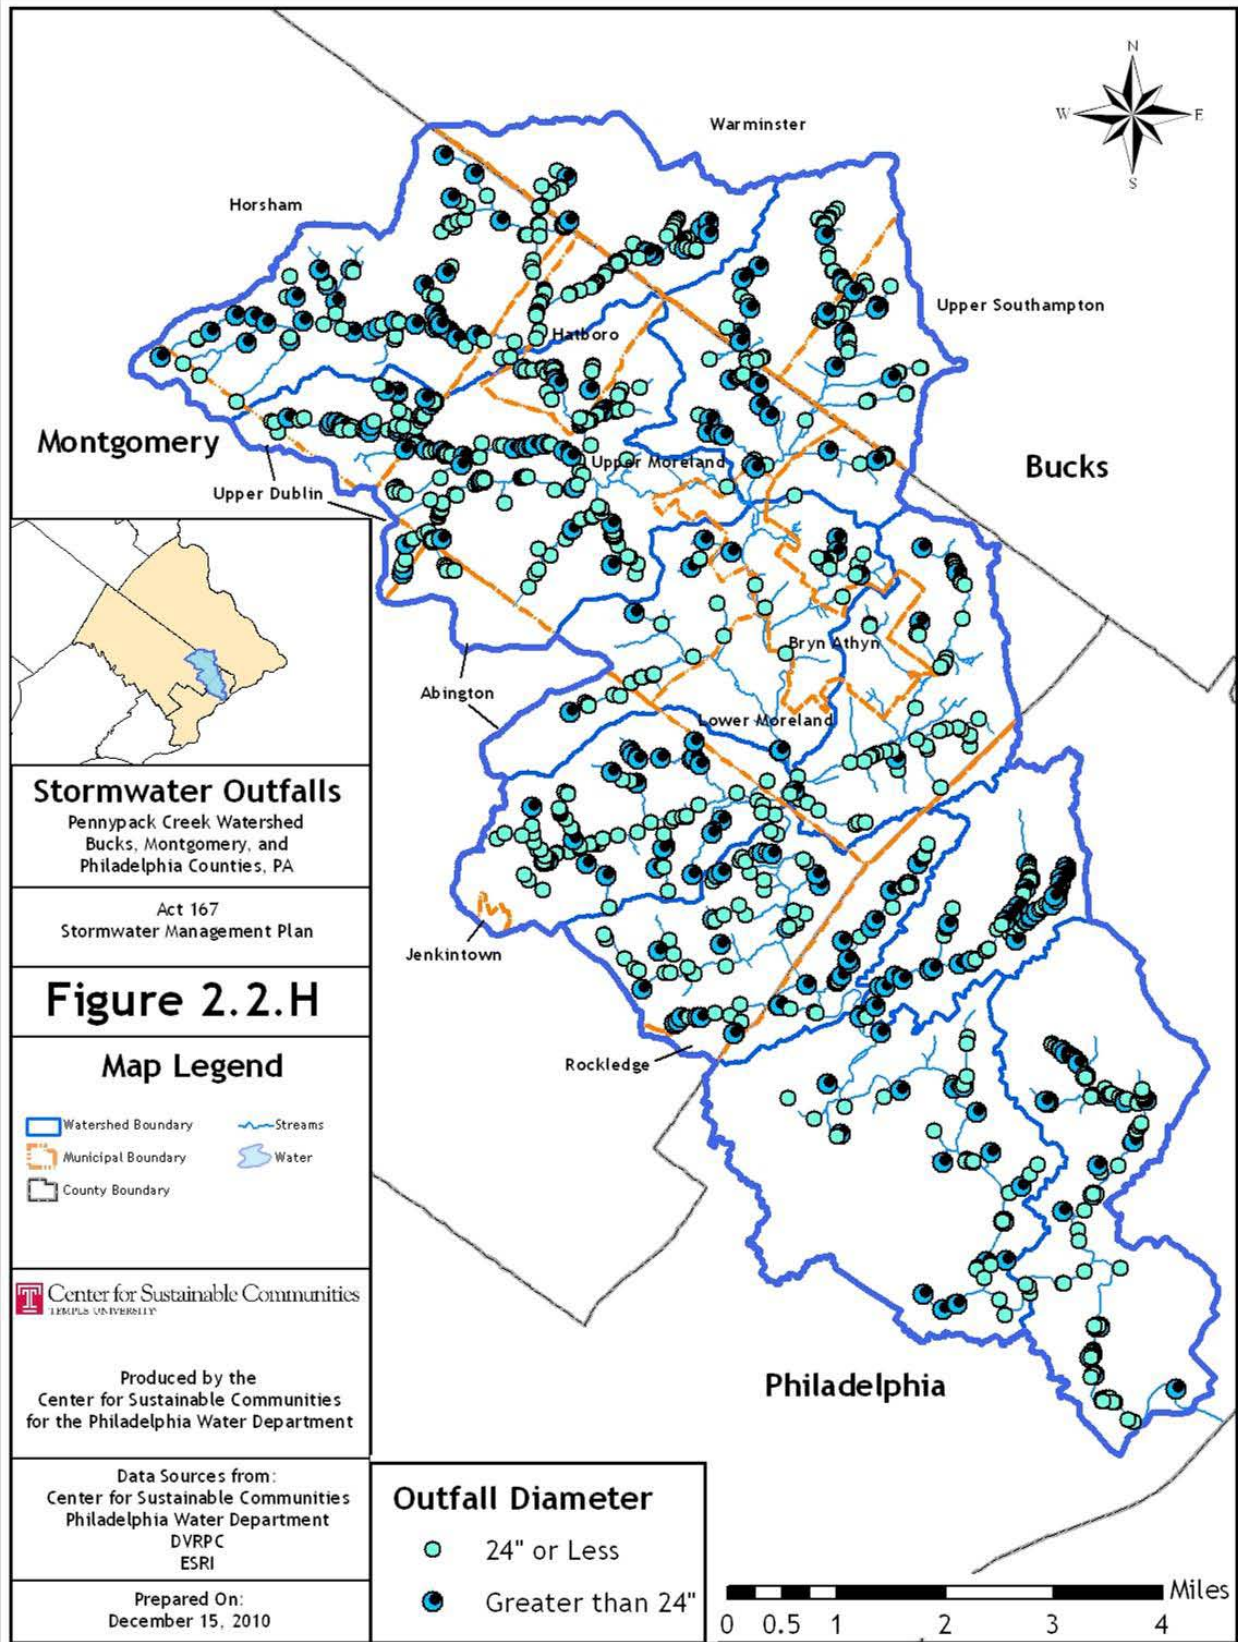 N
W
E
S
Warminster
Horsham
Upper Southampton
Hatboro
Montgomery
Upper Moreland
Bucks
Upper Dublin
Bryn Athyn
Abington
Lower Moreland
Jenkintown
Rockledge
Philadelphia
Stormwater Outfalls
Pennypack Creek Watershed
Bucks, Montgomery, and
Philadelphia Counties, PA
Act 167
Stormwater Management Plan
Figure 2.2.H
Map Legend
Watershed Boundary
Streams
Municipal Boundary
Water
County Boundary
T Center for Sustainable Communities
TEMPLE UNIVERSITY
Produced by the
Center for Sustainable Communities
for the Philadelphia Water Department
Data Sources from:
Center for Sustainable Communities
Philadelphia Water Department
DVRPC
ESRI
Prepared On:
December 15, 2010
Outfall Diameter
24" or Less
Greater than 24"
Miles
0 0.5 1 2 3 4